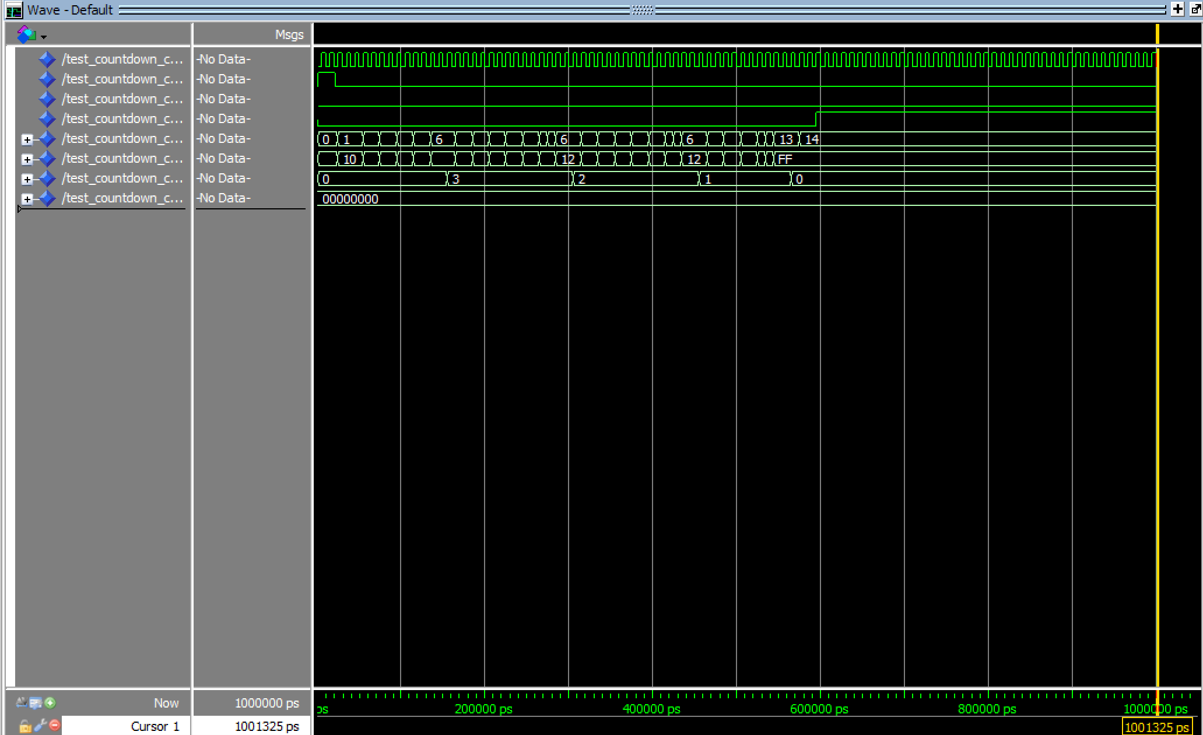 Wave - Default
Msgs
/test_countdown_c... -No Data-
/test_countdown_c... -No Data-
/test_countdown_c... -No Data-
/test_countdown_c... -No Data-
/test_countdown_c... -No Data- 0 1 6 6 6 13 14
/test_countdown_c... -No Data- 10 12 12 FF
/test_countdown_c... -No Data- 0 3 2 1 0
/test_countdown_c... -No Data- 00000000
Now 1000000 ps ps 200000 ps 400000 ps 600000 ps 800000 ps 1000000 ps
Cursor 1 1001325 ps 1001325 ps